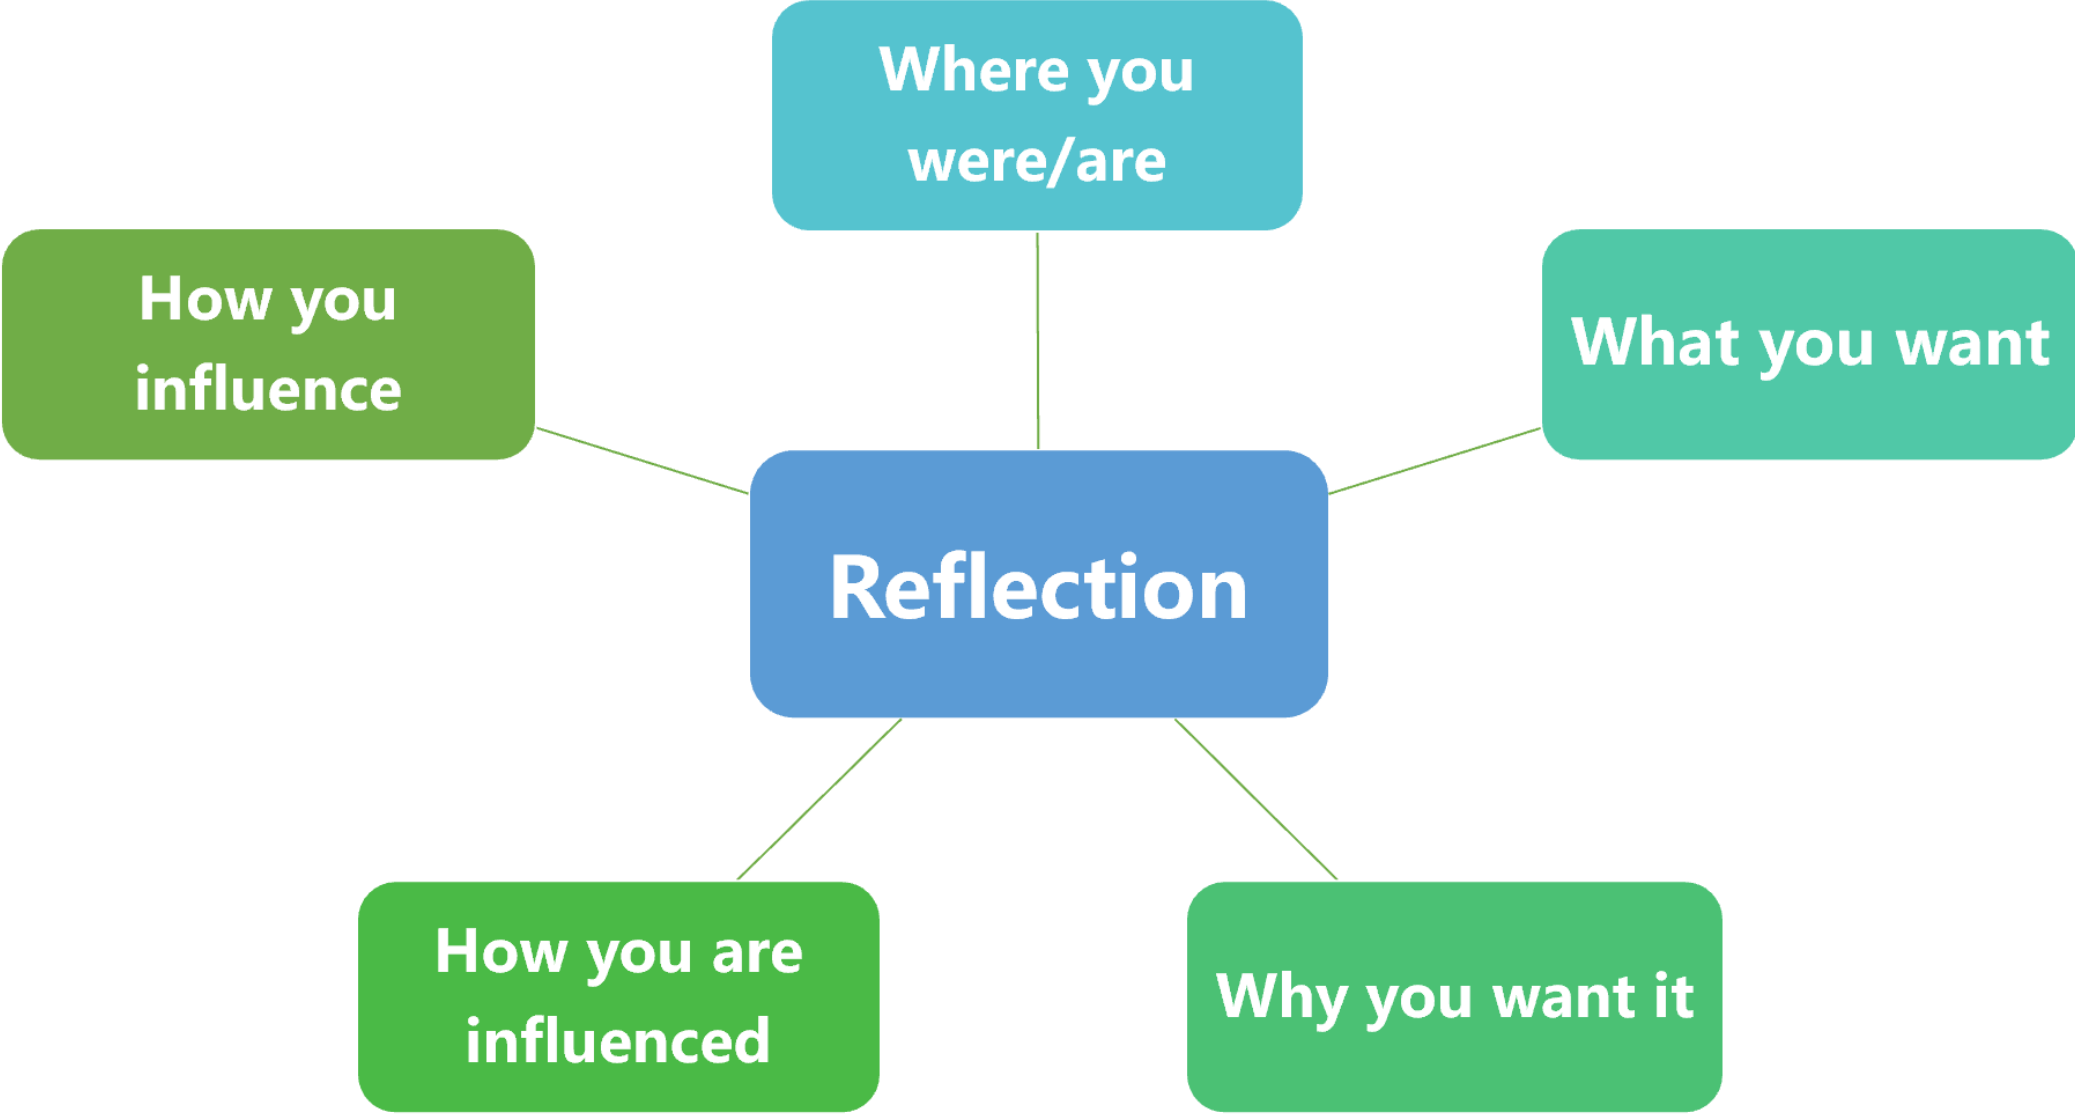 Where you
were/are
How you
influence
What you want
Reflection
How you are
influenced
Why you want it